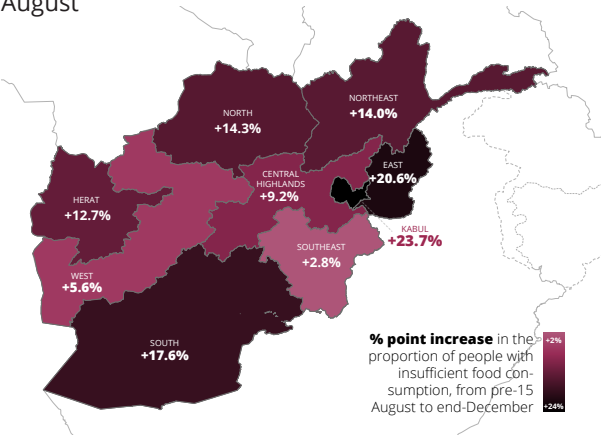 August
NORTH
+14.3%
NORTHEAST
+14.0%
EAST
+20.6%
CENTRAL
HIGHLANDS
+9.2%
HERAT
+12.7%
KABUL
+23.7%
SOUTHEAST
+2.8%
WEST
+5.6%
SOUTH
+17.6%
% point increase in the
proportion of people with
insufficient food con-
sumption, from pre-15
August to end-December
+2%
+24%